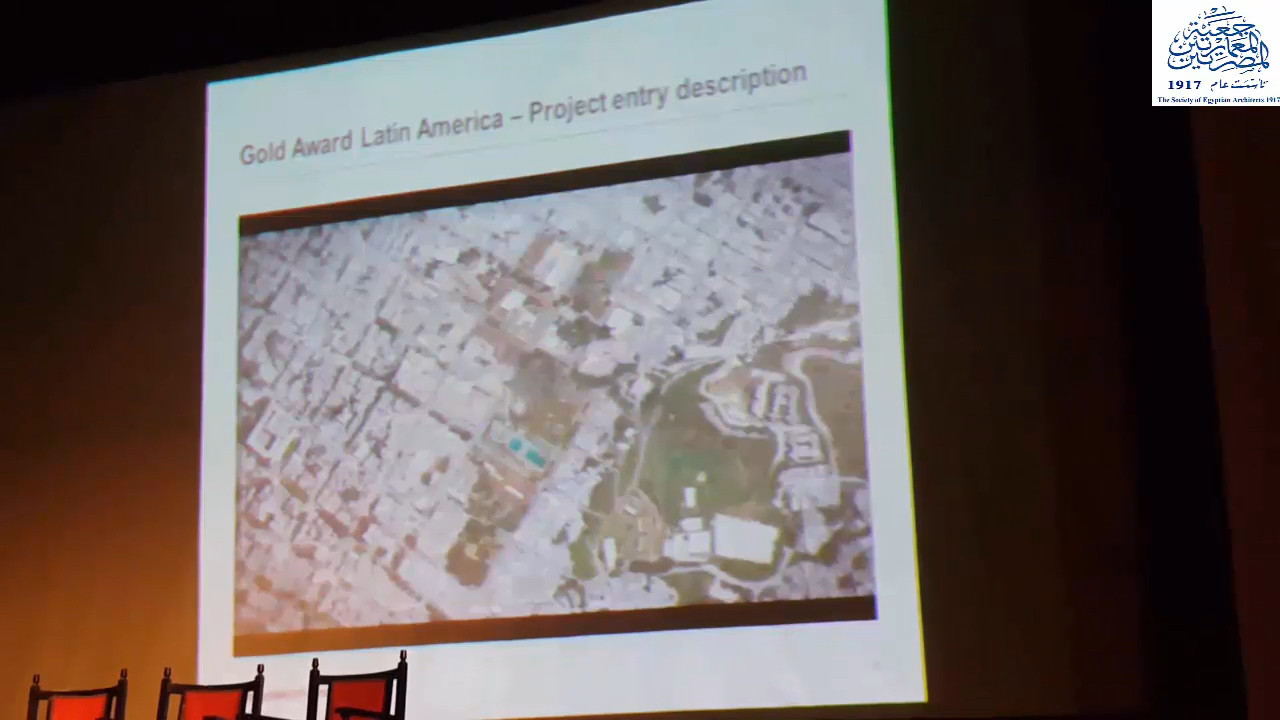 Gold Award Latin America – Project entry description
جمعية
المعماريين
المصريين
1917 تأسست عام
The Society of Egyptian Architects 1917